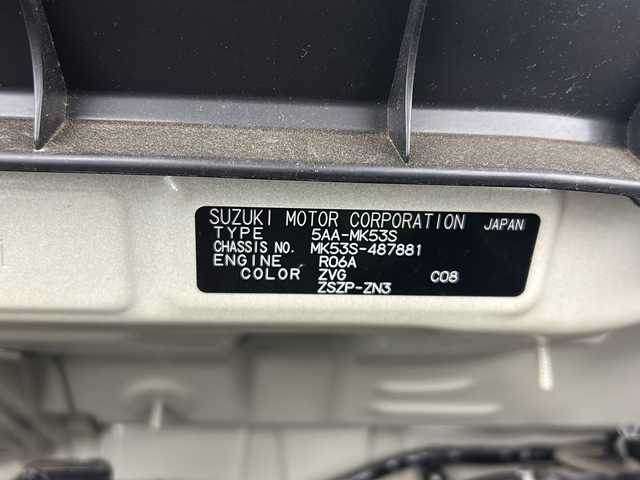 SUZUKI MOTOR CORPORATION JAPAN
TYPE 5AA-MK53S
CHASSIS NO. MK53S-487881
ENGINE R06A
COLOR ZVG C08
ZSZP-ZN3